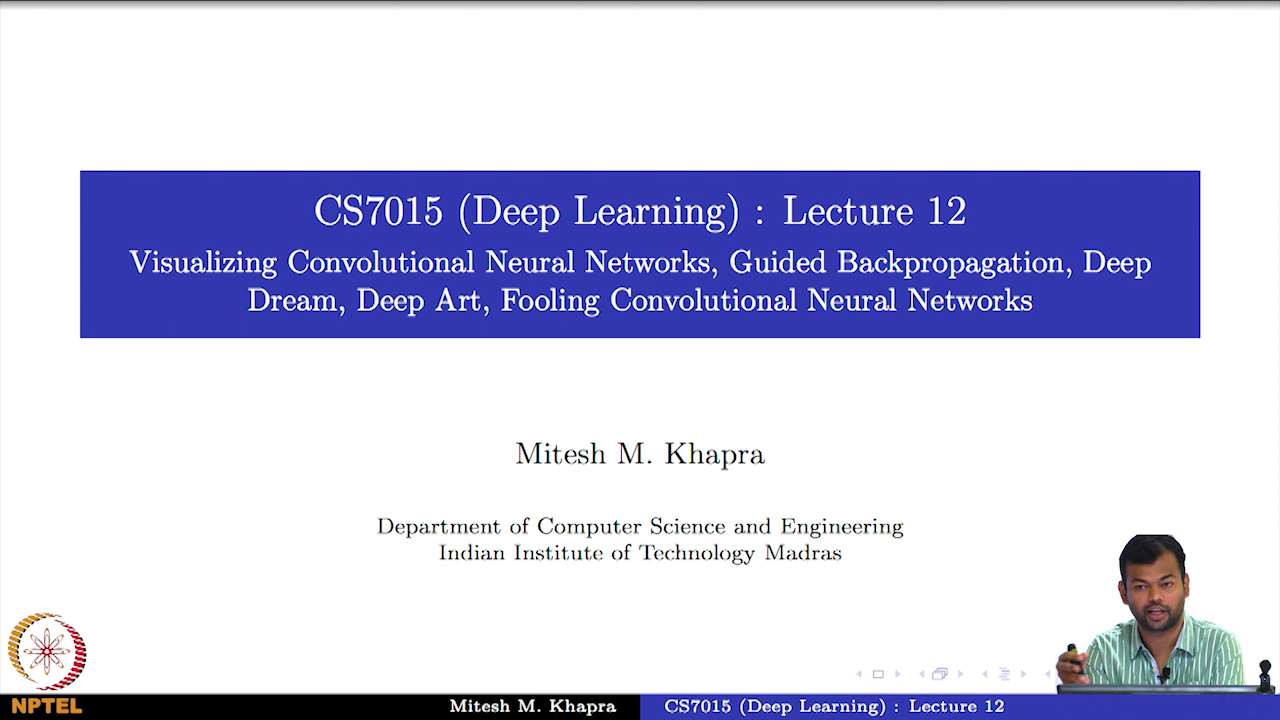 CS7015 (Deep Learning) : Lecture 12
Visualizing Convolutional Neural Networks, Guided Backpropagation, Deep
Dream, Deep Art, Fooling Convolutional Neural Networks
Mitesh M. Khapra
Department of Computer Science and Engineering
Indian Institute of Technology Madras
NPTEL
Mitesh M. Khapra
CS7015 (Deep Learning) : Lecture 12